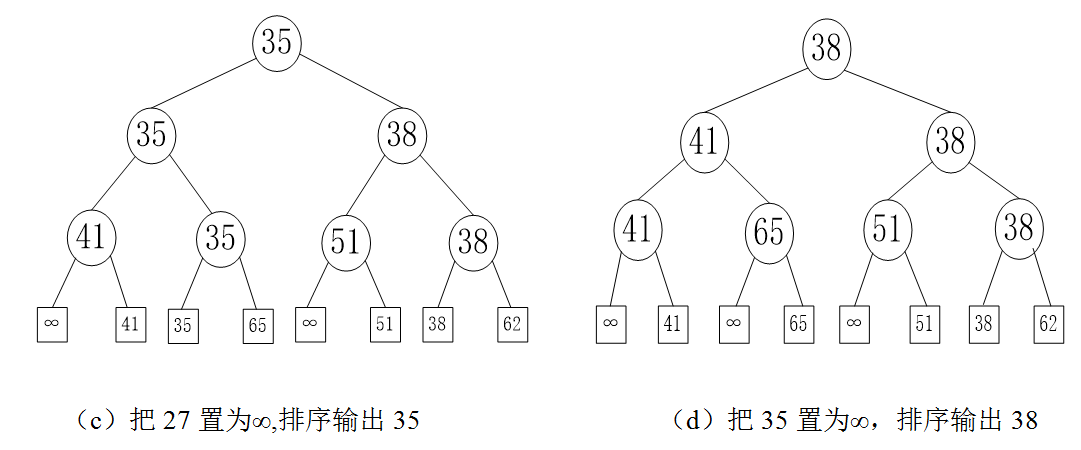 35
35 38
41 35 51 38
∞ 41 35 65 ∞ 51 38 62
（c）把 27 置为∞,排序输出 35
38
41 38
41 65 51 38
∞ 41 ∞ 65 ∞ 51 38 62
（d）把 35 置为∞，排序输出 38